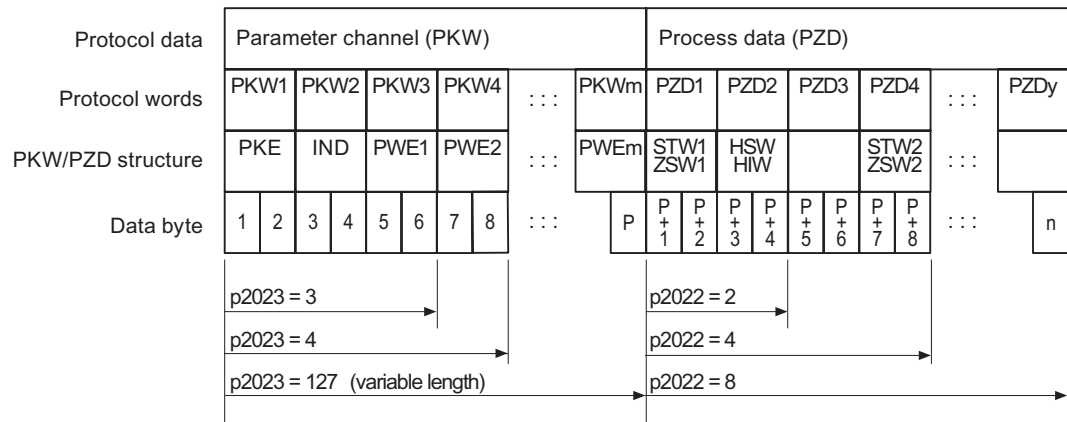 Protocol data Parameter channel (PKW) Process data (PZD)
Protocol words PKW1 PKW2 PKW3 PKW4 : : : PKWm PZD1 PZD2 PZD3 PZD4 : : : PZDy
PKW/PZD structure PKE IND PWE1 PWE2 : : : PWEm STW1 ZSW1 HSW HIW STW2 ZSW2
Data byte 1 2 3 4 5 6 7 8 : : : P P+1 P+2 P+3 P+4 P+5 P+6 P+7 P+8 : : : n
p2023 = 3 p2022 = 2
p2023 = 4 p2022 = 4
p2023 = 127 (variable length) p2022 = 8